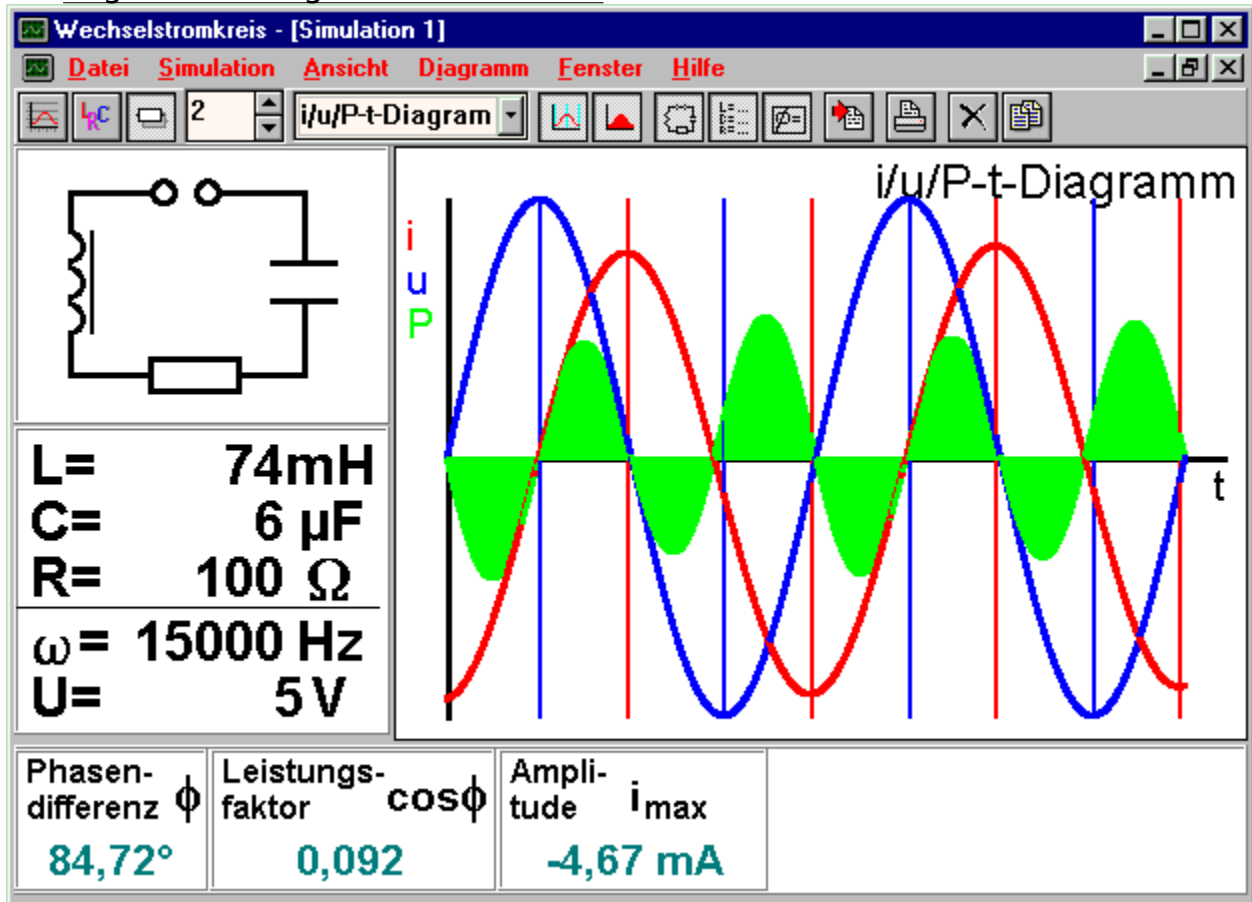 Wechselstromkreis - [Simulation 1]
Datei Simulation Ansicht Diagramm Fenster Hilfe
2 i/u/P-t-Diagram
i/u/P-t-Diagramm
i
u
P
t
L= 74mH
C= 6 µF
R= 100 Ω
ω= 15000 Hz
U= 5 V
Phasen-
differenz ϕ
84,72°
Leistungs-
faktor cosϕ
0,092
Ampli-
tude imax
-4,67 mA